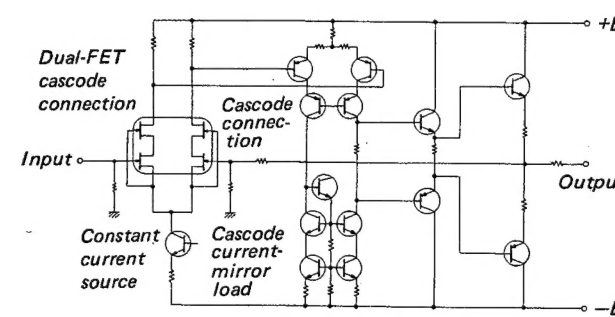 +B
Dual-FET
cascode
connection
Cascode
connec-
tion
Input
Output
Constant
current
source
Cascode
current-
mirror
load